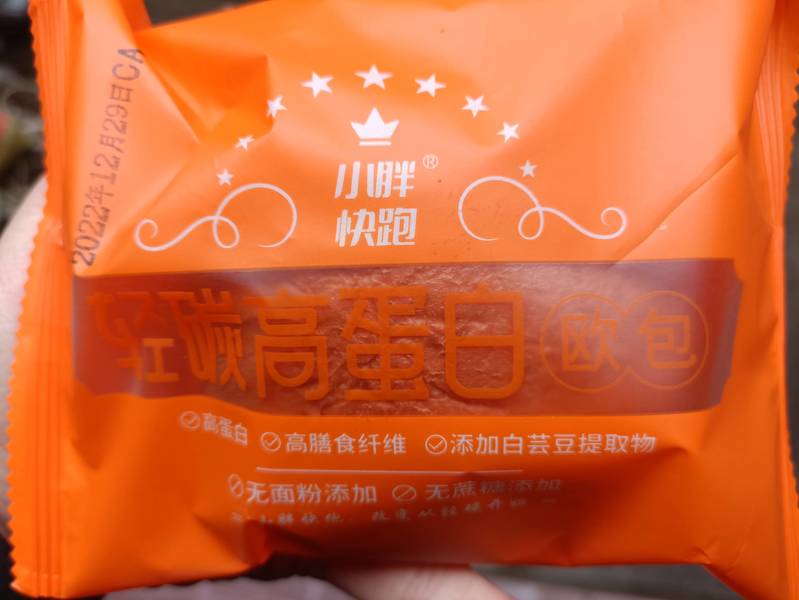 2022年12月29日CA
小胖®
快跑
轻碳高蛋白欧包
高蛋白 高膳食纤维 添加白芸豆提取物
无面粉添加 无蔗糖添加